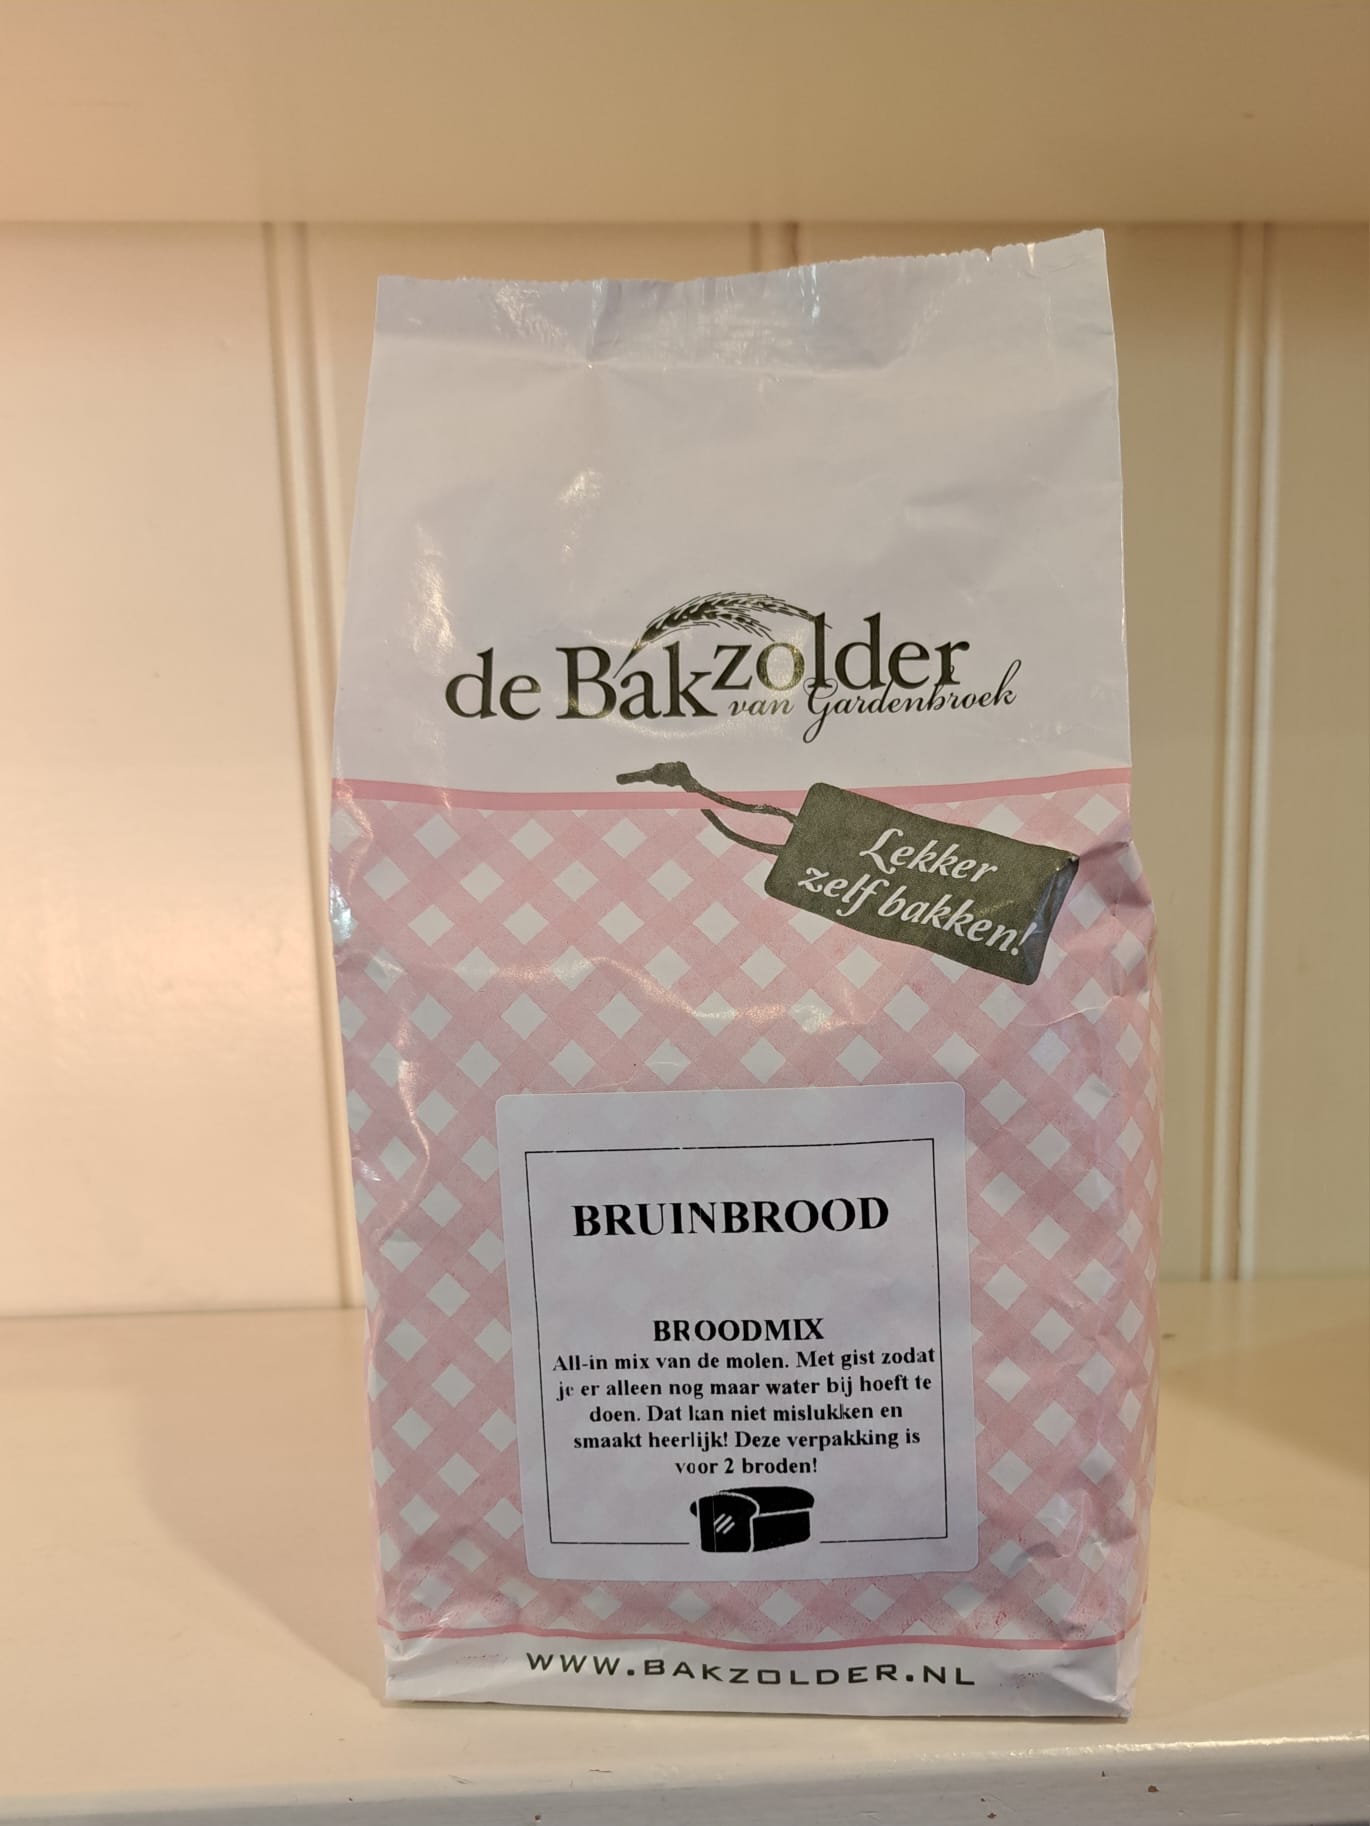 de Bakzolder
van Gardenbroek
Lekker
zelf bakken!
BRUINBROOD
BROODMIX
All-in mix van de molen. Met gist zodat
je er alleen nog maar water bij hoeft te
doen. Dat kan niet mislukken en
smaakt heerlijk! Deze verpakking is
voor 2 broden!
WWW.BAKZOLDER.NL